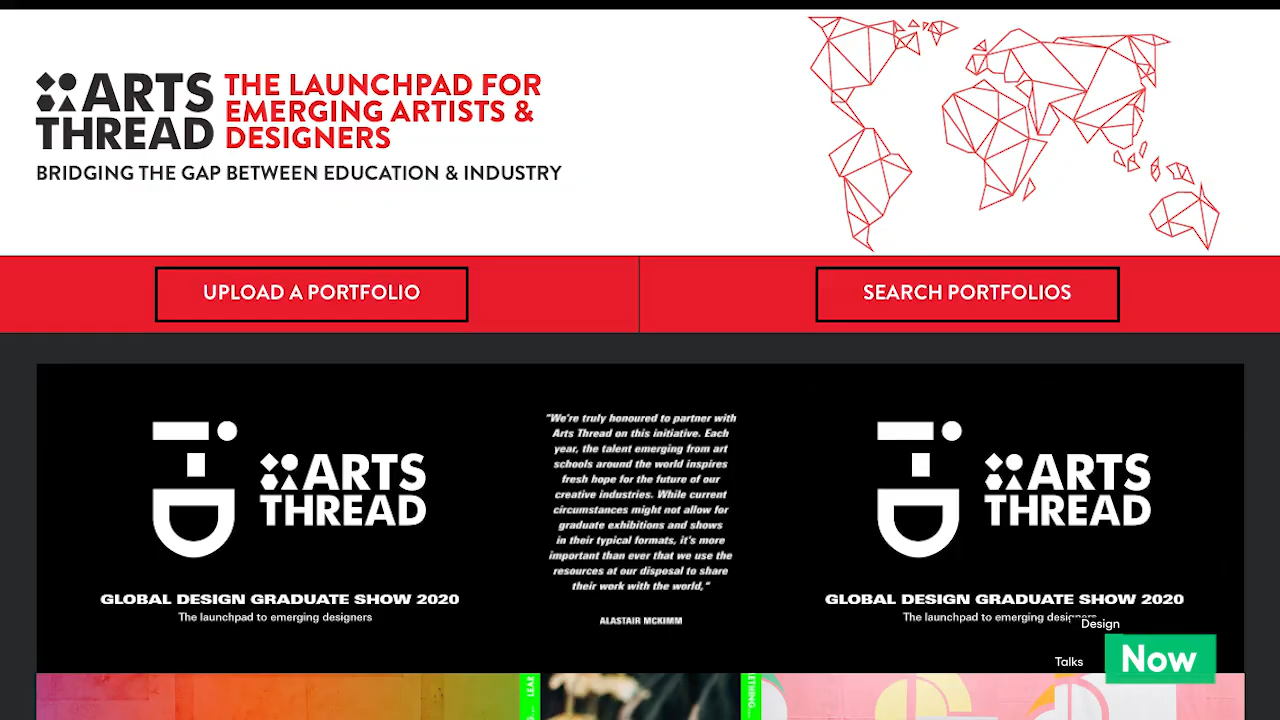 ARTS
THREAD
THE LAUNCHPAD FOR
EMERGING ARTISTS &
DESIGNERS
BRIDGING THE GAP BETWEEN EDUCATION & INDUSTRY
UPLOAD A PORTFOLIO
SEARCH PORTFOLIOS
i-D
ARTS
THREAD
GLOBAL DESIGN GRADUATE SHOW 2020
The launchpad to emerging designers
"We're truly honoured to partner with
Arts Thread on this initiative. Each
year, the talent emerging from art
schools around the world inspires
fresh hope for the future of our
creative industries. While current
circumstances might not allow for
graduate exhibitions and shows
in their typical formats, it's more
important than ever that we use the
resources at our disposal to share
their work with the world,"
ALASTAIR MCKIMM
i-D
ARTS
THREAD
GLOBAL DESIGN GRADUATE SHOW 2020
The launchpad to emerging designers
Design
Talks
Now